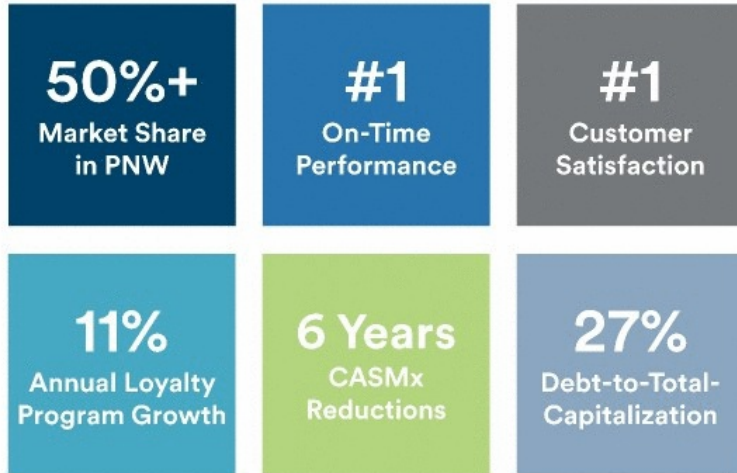 50%+
Market Share
in PNW
#1
On-Time
Performance
#1
Customer
Satisfaction
11%
Annual Loyalty
Program Growth
6 Years
CASMx
Reductions
27%
Debt-to-Total-
Capitalization